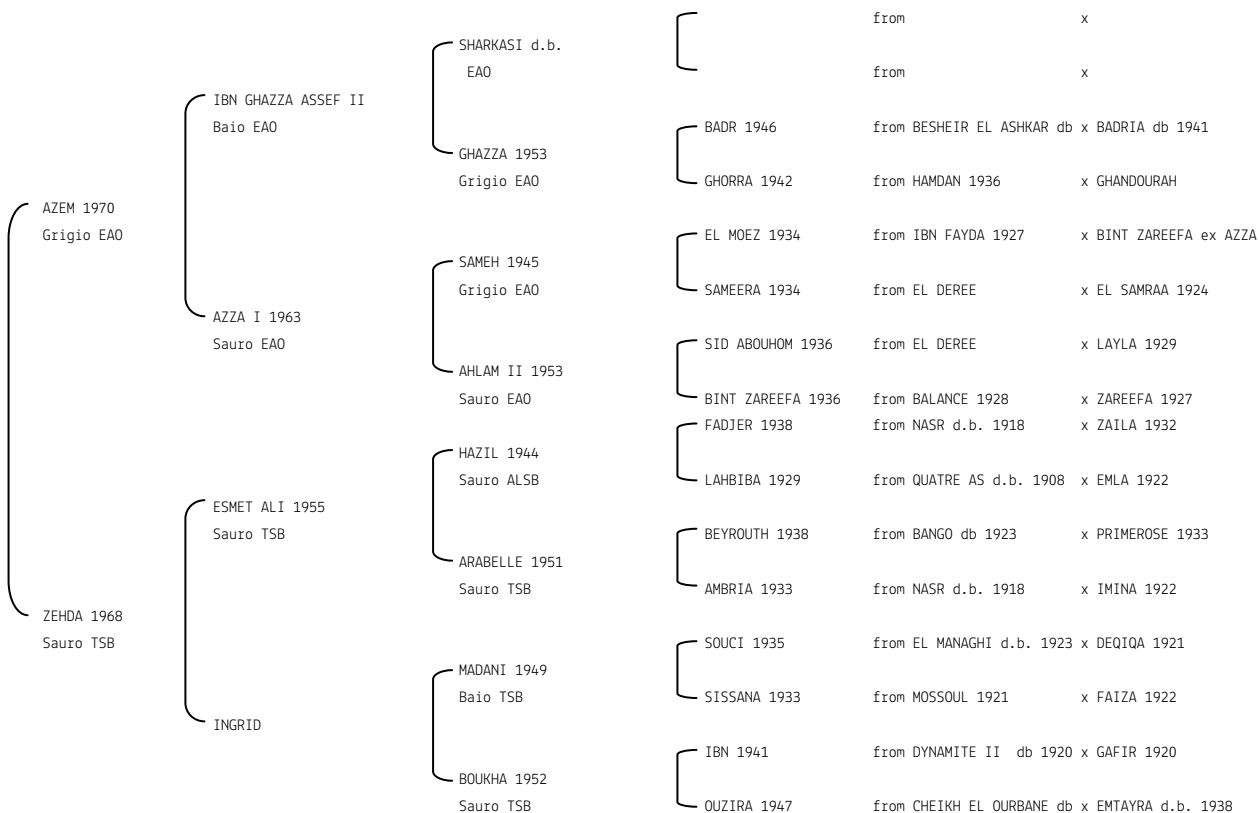 from x
SHARKASI d.b.
EAO
from x
IBN GHAZZA ASSEF II
Baio EAO
BADR 1946 from BESHEIR EL ASHKAR db x BADRIA db 1941
GHAZZA 1953
Grigio EAO
GHORRA 1942 from HAMDAN 1936 x GHANDOURAH
AZEM 1970
Grigio EAO
EL MOEZ 1934 from IBN FAYDA 1927 x BINT ZAREEFA ex AZZA
SAMEH 1945
Grigio EAO
SAMEERA 1934 from EL DEREE x EL SAMRAA 1924
AZZA I 1963
Sauro EAO
SID ABOUHOM 1936 from EL DEREE x LAYLA 1929
AHLAM II 1953
Sauro EAO
BINT ZAREEFA 1936 from BALANCE 1928 x ZAREEFA 1927
FADJER 1938 from NASR d.b. 1918 x ZAILA 1932
HAZIL 1944
Sauro ALSB
LAHBIBA 1929 from QUATRE AS d.b. 1908 x EMLA 1922
ESMET ALI 1955
Sauro TSB
BEYROUTH 1938 from BANGO db 1923 x PRIMEROSE 1933
ARABELLE 1951
Sauro TSB
AMBRIA 1933 from NASR d.b. 1918 x IMINA 1922
ZEHDA 1968
Sauro TSB
SOUCI 1935 from EL MANAGHI d.b. 1923 x DEQIQA 1921
MADANI 1949
Baio TSB
SISSANA 1933 from MOSSOUL 1921 x FAIZA 1922
INGRID
IBN 1941 from DYNAMITE II db 1920 x GAFIR 1920
BOUKHA 1952
Sauro TSB
OUZIRA 1947 from CHEIKH EL OURBANE db x EMTAYRA d.b. 1938